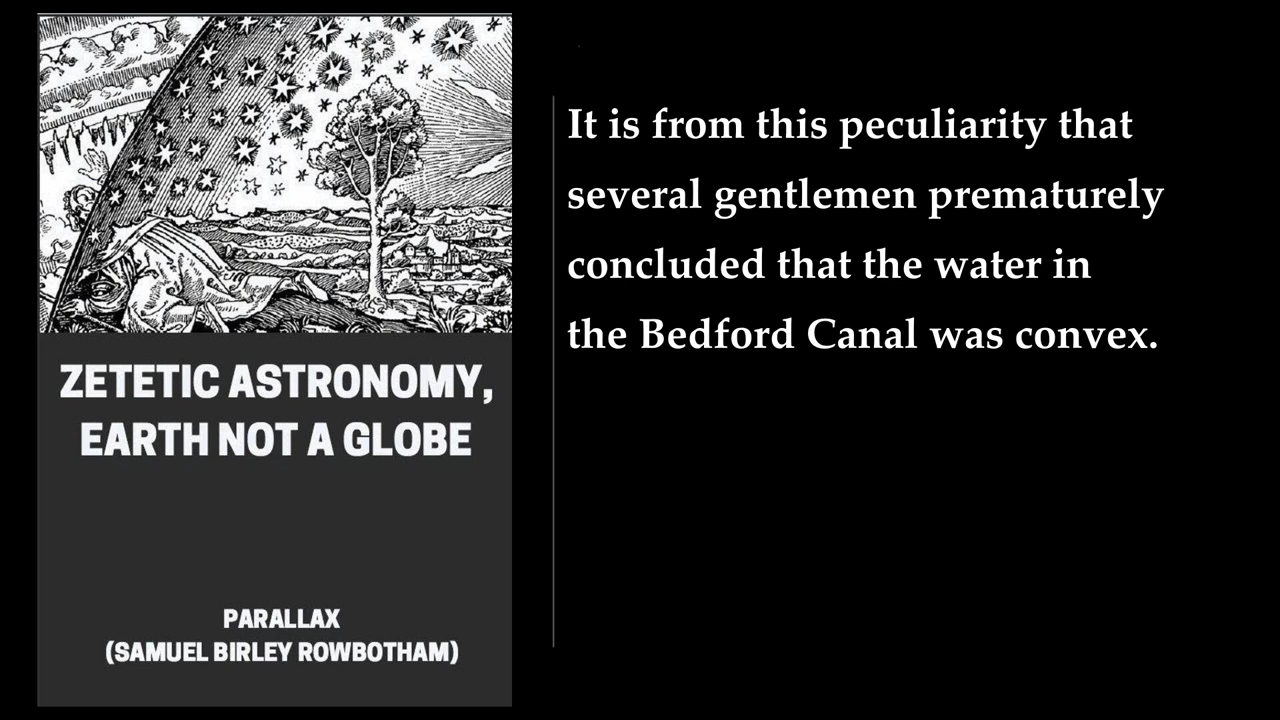 ZETETIC ASTRONOMY,
EARTH NOT A GLOBE
PARALLAX
(SAMUEL BIRLEY ROWBOTHAM)
It is from this peculiarity that
several gentlemen prematurely
concluded that the water in
the Bedford Canal was convex.